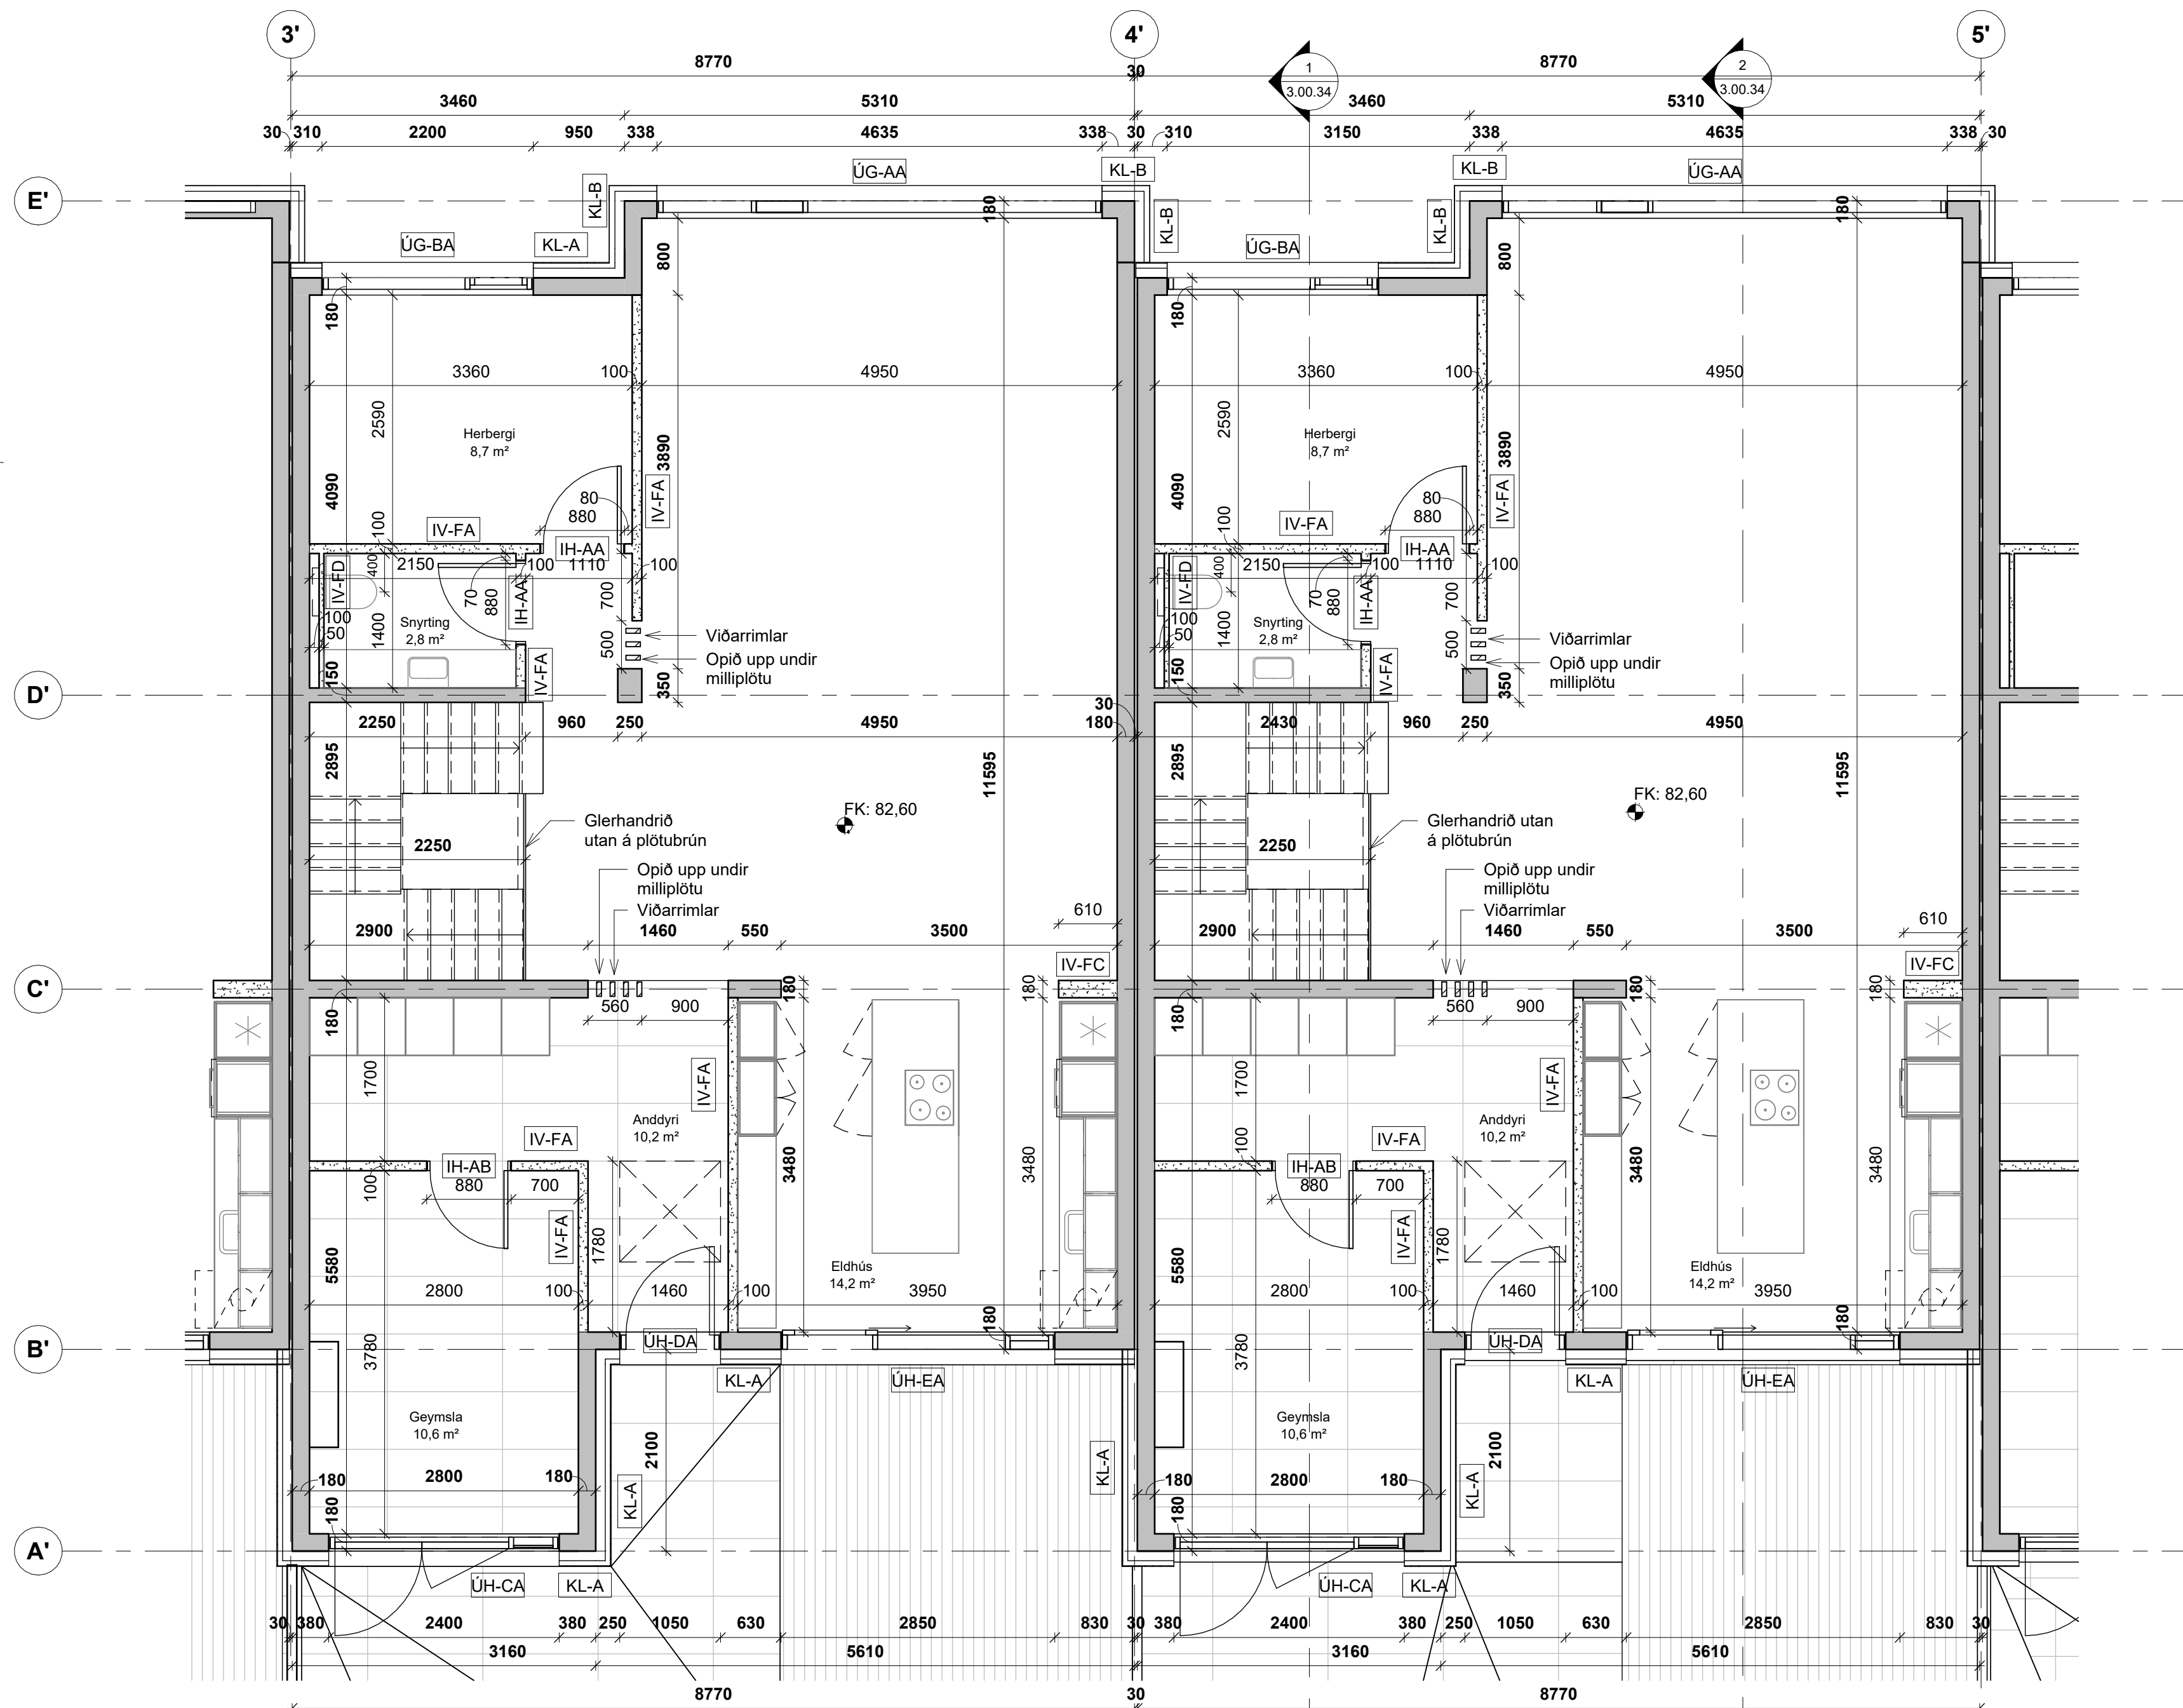 3'
4'
5'
8770
30
8770
1
3.00.34
2
3.00.34
3460
5310
3460
5310
30
310
2200
950
338
4635
338
30
310
3150
338
4635
338
30
ÚG-AA
KL-B
KL-B
ÚG-AA
E'
KL-B
180
KL-B
KL-B
180
ÚG-BA
KL-A
800
ÚG-BA
800
180
180
3360
100
4950
3360
100
4950
2590
2590
Herbergi
8,7 m²
3890
Herbergi
8,7 m²
3890
4090
IV-FA
4090
IV-FA
80
880
80
880
100
IV-FA
100
IV-FA
IH-AA
IH-AA
IV-FD
400
2150
100
1110
100
IV-FD
400
2150
100
1110
100
70
880
IH-AA
700
70
880
IH-AA
700
100
50
1400
Snyrting
2,8 m²
100
50
1400
Snyrting
2,8 m²
500
Viðarrimlar
Opið upp undir
milliplötu
500
Viðarrimlar
Opið upp undir
milliplötu
150
IV-FA
350
150
IV-FA
350
D'
30
2250
960
250
4950
180
2430
960
250
4950
2895
11595
2895
11595
FK: 82,60
FK: 82,60
Glerhandrið
utan á plötubrún
Glerhandrið utan
á plötubrún
2250
2250
Opið upp undir
milliplötu
Viðarrimlar
Opið upp undir
milliplötu
Viðarrimlar
610
610
2900
1460
550
3500
2900
1460
550
3500
IV-FC
IV-FC
C'
180
180
180
180
180
560
900
180
560
900
1700
IV-FA
1700
IV-FA
Anddyri
10,2 m²
Anddyri
10,2 m²
IV-FA
100
IV-FA
IH-AB
IH-AB
3480
3480
3480
3480
100
880
700
880
700
IV-FA
1780
IV-FA
1780
5580
5580
Eldhús
14,2 m²
Eldhús
14,2 m²
2800
100
1460
100
3950
2800
100
1460
100
3950
180
180
B'
ÚH-DA
ÚH-DA
3780
3780
KL-A
ÚH-EA
KL-A
ÚH-EA
Geymsla
10,6 m²
Geymsla
10,6 m²
2100
KL-A
2100
180
2800
180
KL-A
180
2800
180
KL-A
180
180
A'
ÚH-CA
KL-A
ÚH-CA
KL-A
30
380
2400
380
250
1050
630
2850
830
30
380
2400
380
250
1050
630
2850
830
30
3160
5610
3160
5610
8770
30
8770